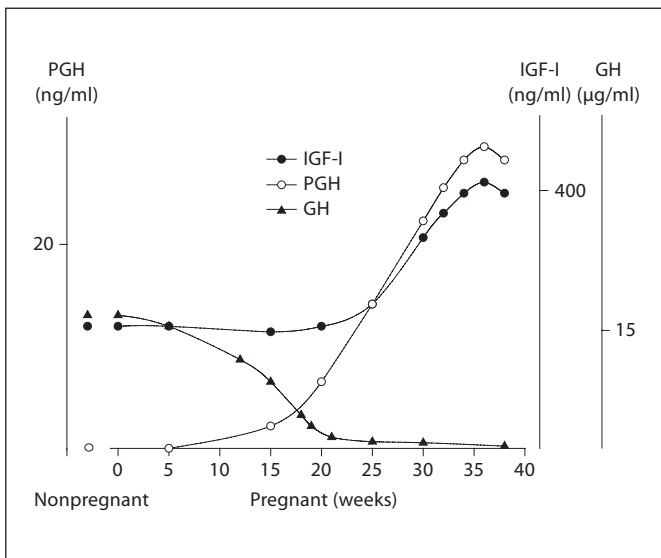 PGH
(ng/ml)
IGF-I
(ng/ml)
GH
(µg/ml)
IGF-I
PGH
GH
20
400
15
0 5 10 15 20 25 30 35 40
Nonpregnant Pregnant (weeks)